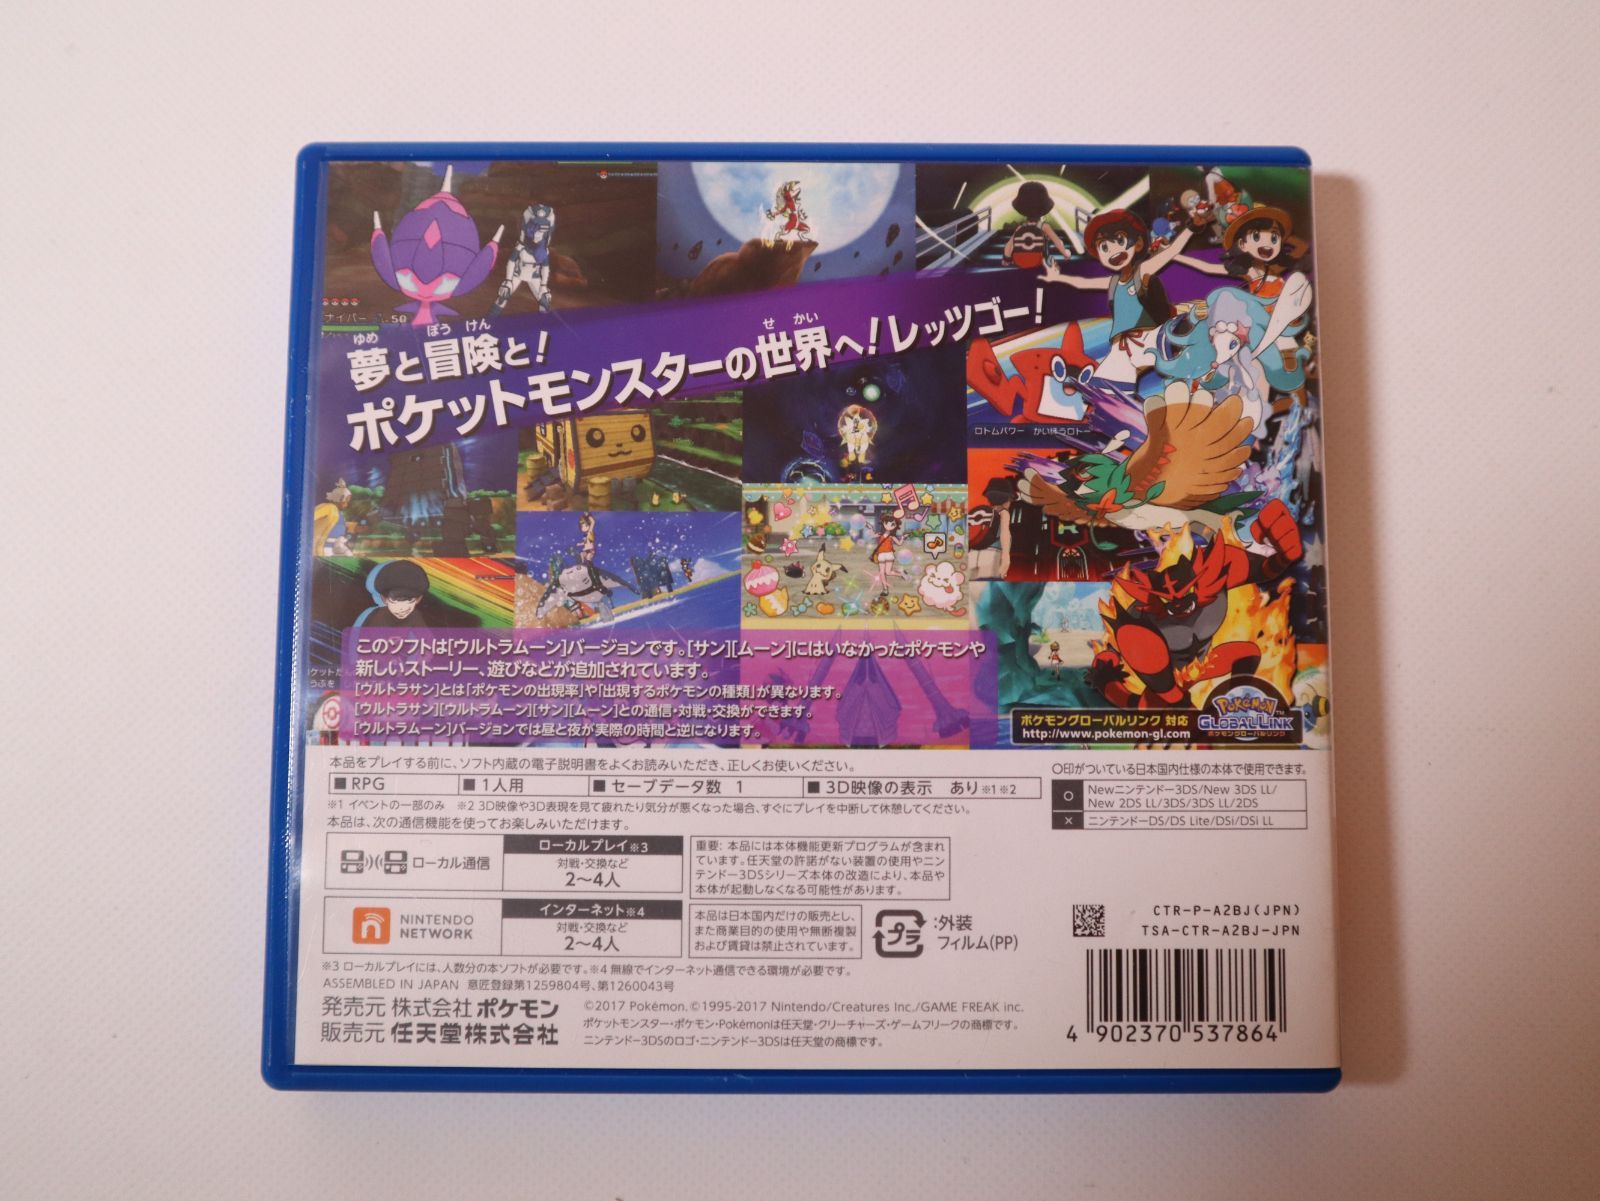 ナイパー
.50
ゆめ
ぼう けん
夢と冒険と!
せ かい
ポケットモンスターの世界へ!レッツゴー!
ロトムパワー かいほうロトー
このソフトは[ウルトラムーン]バージョンです。[サン][ムーン]にはいなかったポケモンや
新しいストーリー、遊びなどが追加されています。
[ウルトラサン]とは「ポケモンの出現率」や「出現するポケモンの種類」が異なります。
[ウルトラサン][ウルトラムーン][サン][ムーン]との通信・対戦・交換ができます。
[ウルトラムーン]バージョンでは昼と夜が実際の時間と逆になります。
ポケモングローバルリンク 対応
http://www.pokemon-gl.com
Pokémon
GLOBAL LINK
ポケモングローバルリンク
本品をプレイする前に、ソフト内蔵の電子説明書をよくお読みいただき、正しくお使いください。
■RPG ■1人用 ■セーブデータ数 1 ■3D映像の表示 あり※1※2
※1 イベントの一部のみ ※2 3D映像や3D表現を見て疲れたり気分が悪くなった場合、すぐにプレイを中断して休憩してください。
本品は、次の通信機能を使ってお楽しみいただけます。
〇印がついている日本国内仕様の本体で使用できます。
○ Newニンテンドー3DS/New 3DS LL/
New 2DS LL/3DS/3DS LL/2DS
× ニンテンドーDS/DS Lite/DSi/DSi LL
ローカル通信
ローカルプレイ※3
対戦・交換など
2〜4人
NINTENDO
NETWORK
インターネット※4
対戦・交換など
2〜4人
重要: 本品には本体機能更新プログラムが含まれ
ています。任天堂の許諾がない装置の使用やニン
テンドー3DSシリーズ本体の改造により、本品や
本体が起動しなくなる可能性があります。
本品は日本国内だけの販売とし、
また商業目的の使用や無断複製
および賃貸は禁止されています。
プラ
:外装
フィルム(PP)
CTR-P-A2BJ(JPN)
TSA-CTR-A2BJ-JPN
※3 ローカルプレイには、人数分の本ソフトが必要です。※4 無線でインターネット通信できる環境が必要です。
ASSEMBLED IN JAPAN 意匠登録第1259804号、第1260043号
発売元 株式会社ポケモン
販売元 任天堂株式会社
©2017 Pokémon. ©1995-2017 Nintendo/Creatures Inc./GAME FREAK inc.
ポケットモンスター・ポケモン・Pokémonは任天堂・クリーチャーズ・ゲームフリークの商標です。
ニンテンドー3DSのロゴ・ニンテンドー3DSは任天堂の商標です。
4 902370 537864